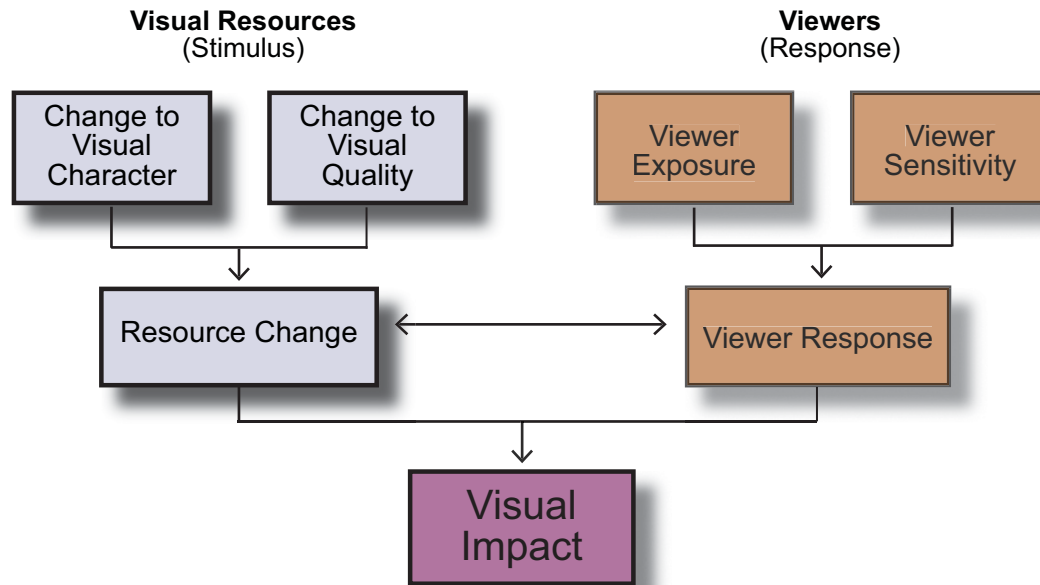 Visual Resources
(Stimulus)
Viewers
(Response)
Change to
Visual
Character
Change to
Visual
Quality
Viewer
Exposure
Viewer
Sensitivity
Resource Change
Viewer Response
Visual
Impact